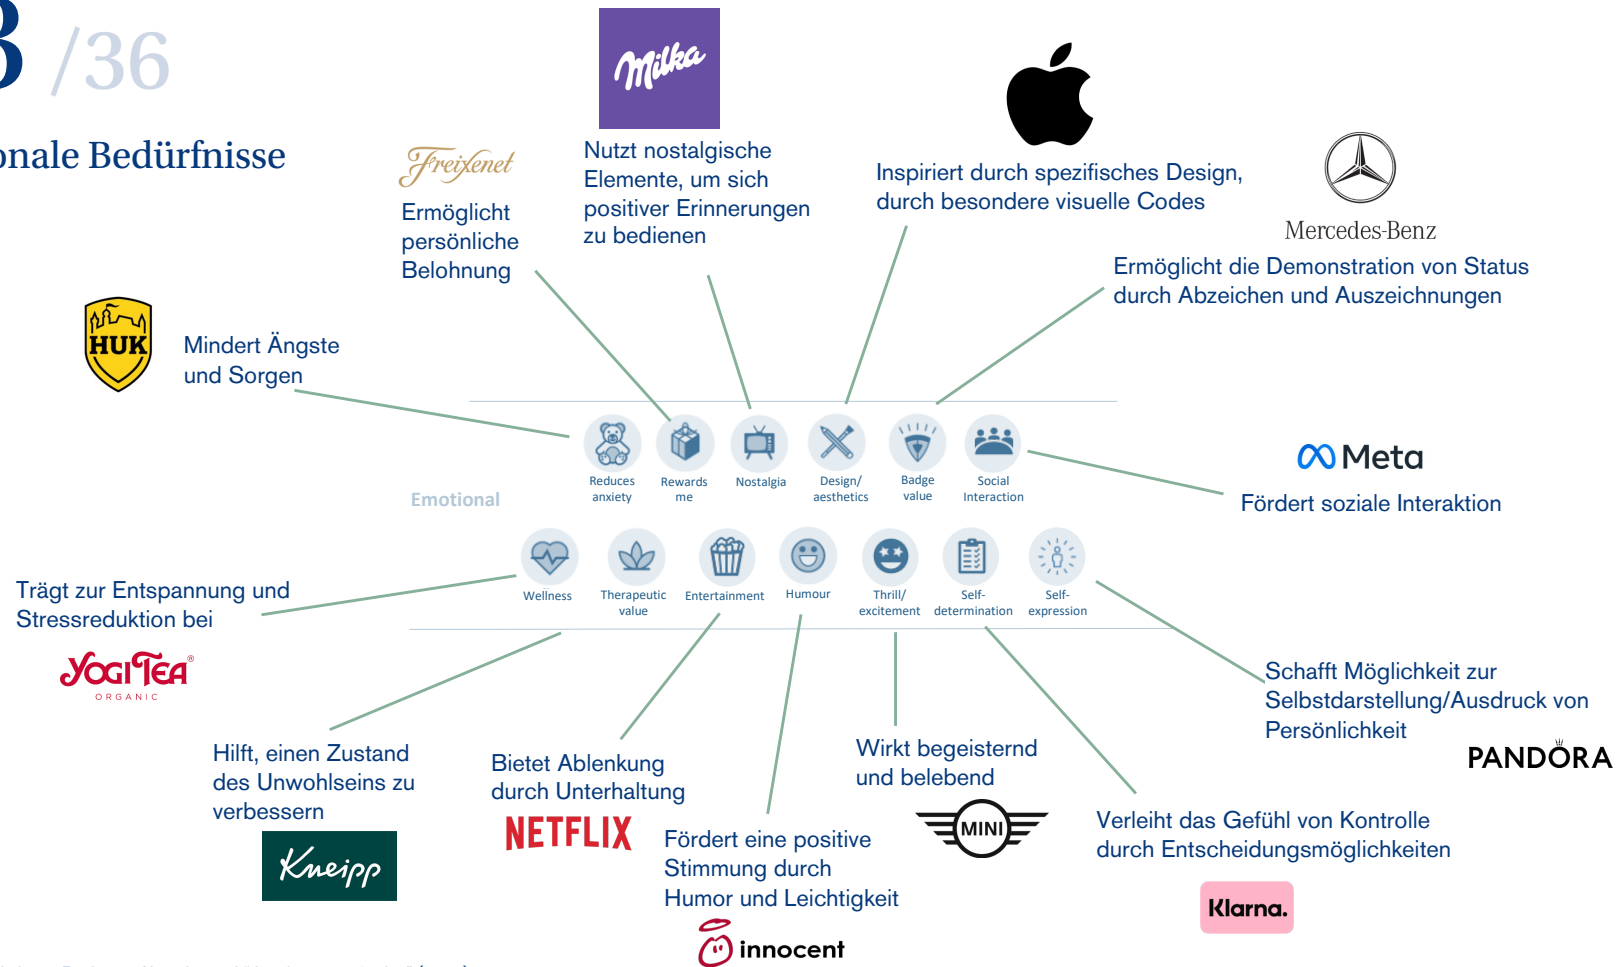 /36
onale Bedürfnisse
Milka
Freixenet
Ermöglicht
persönliche
Belohnung
Nutzt nostalgische
Elemente, um sich
positiver Erinnerungen
zu bedienen
Inspiriert durch spezifisches Design,
durch besondere visuelle Codes
Mercedes-Benz
Ermöglicht die Demonstration von Status
durch Abzeichen und Auszeichnungen
HUK
Mindert Ängste
und Sorgen
Reduces
anxiety
Rewards
me
Nostalgia
Design/
aesthetics
Badge
value
Social
Interaction
Meta
Fördert soziale Interaktion
Emotional
Wellness
Therapeutic
value
Entertainment
Humour
Thrill/
excitement
Self-
determination
Self-
expression
Trägt zur Entspannung und
Stressreduktion bei
YOGI TEA®
ORGANIC
Hilft, einen Zustand
des Unwohlseins zu
verbessern
Kneipp
Bietet Ablenkung
durch Unterhaltung
NETFLIX
Fördert eine positive
Stimmung durch
Humor und Leichtigkeit
innocent
Wirkt begeisternd
und belebend
MINI
Verleiht das Gefühl von Kontrolle
durch Entscheidungsmöglichkeiten
Klarna.
Schafft Möglichkeit zur
Selbstdarstellung/Ausdruck von
Persönlichkeit
PANDORA